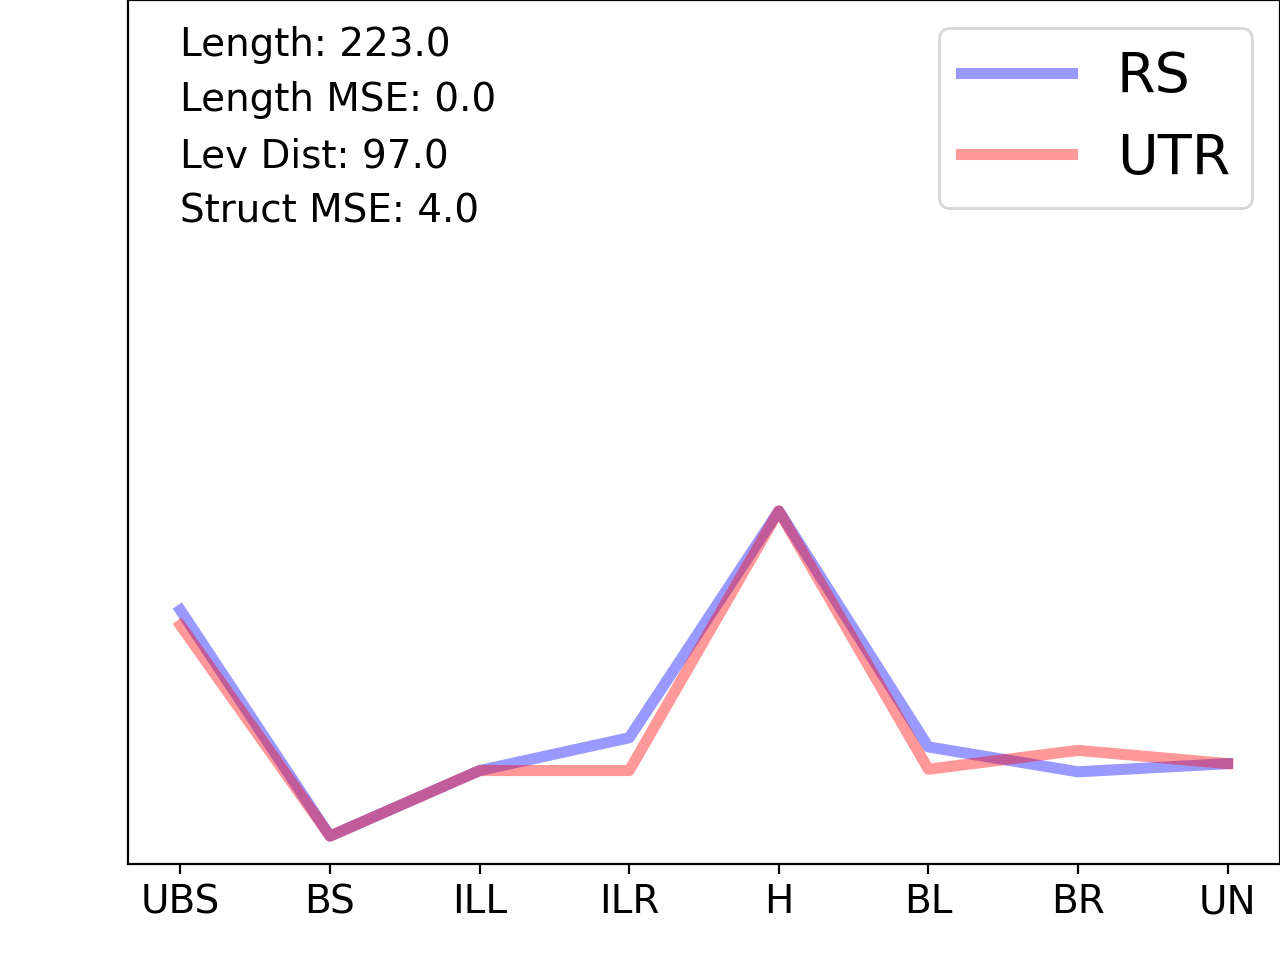 Length: 223.0
Length MSE: 0.0
Lev Dist: 97.0
Struct MSE: 4.0
RS
UTR
UBS BS ILL ILR H BL BR UN